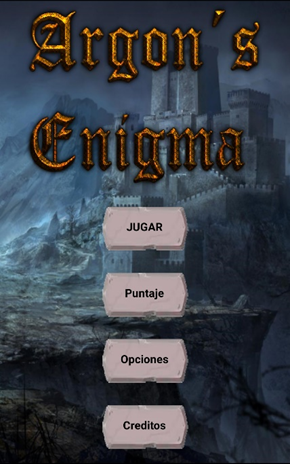 Argon´s
Enigma
JUGAR
Puntaje
Opciones
Creditos